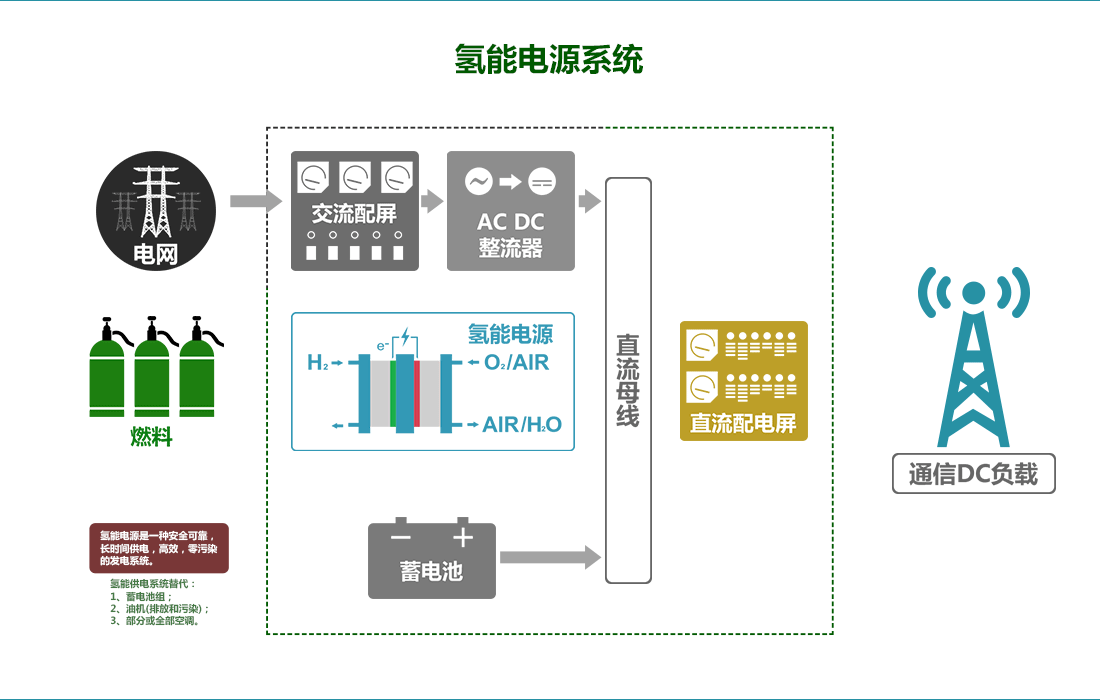 氢能电源系统
电网
交流配屏
AC DC
整流器
燃料
氢能电源
e-
H₂
O₂/AIR
AIR/H₂O
直流母线
直流配电屏
通信DC负载
蓄电池
氢能电源是一种安全可靠，
长时间供电，高效，零污染
的发电系统。
氢能供电系统替代：
1、蓄电池组；
2、油机(排放和污染)；
3、部分或全部空调。